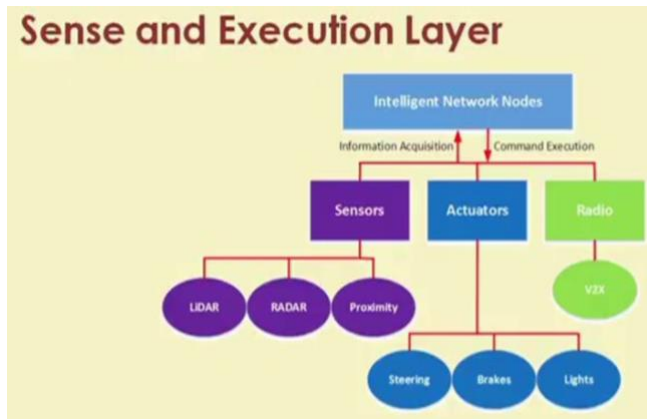 Sense and Execution Layer
Intelligent Network Nodes
Information Acquisition
Command Execution
Sensors
Actuators
Radio
LiDAR
RADAR
Proximity
V2X
Steering
Brakes
Lights